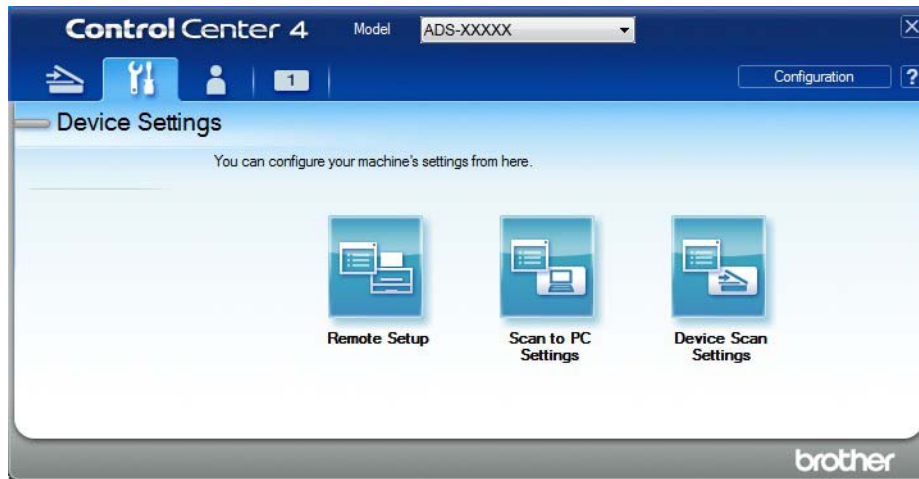 Control Center 4 Model ADS-XXXXX
1 Configuration ?
Device Settings
You can configure your machine's settings from here.
Remote Setup
Scan to PC
Settings
Device Scan
Settings
brother